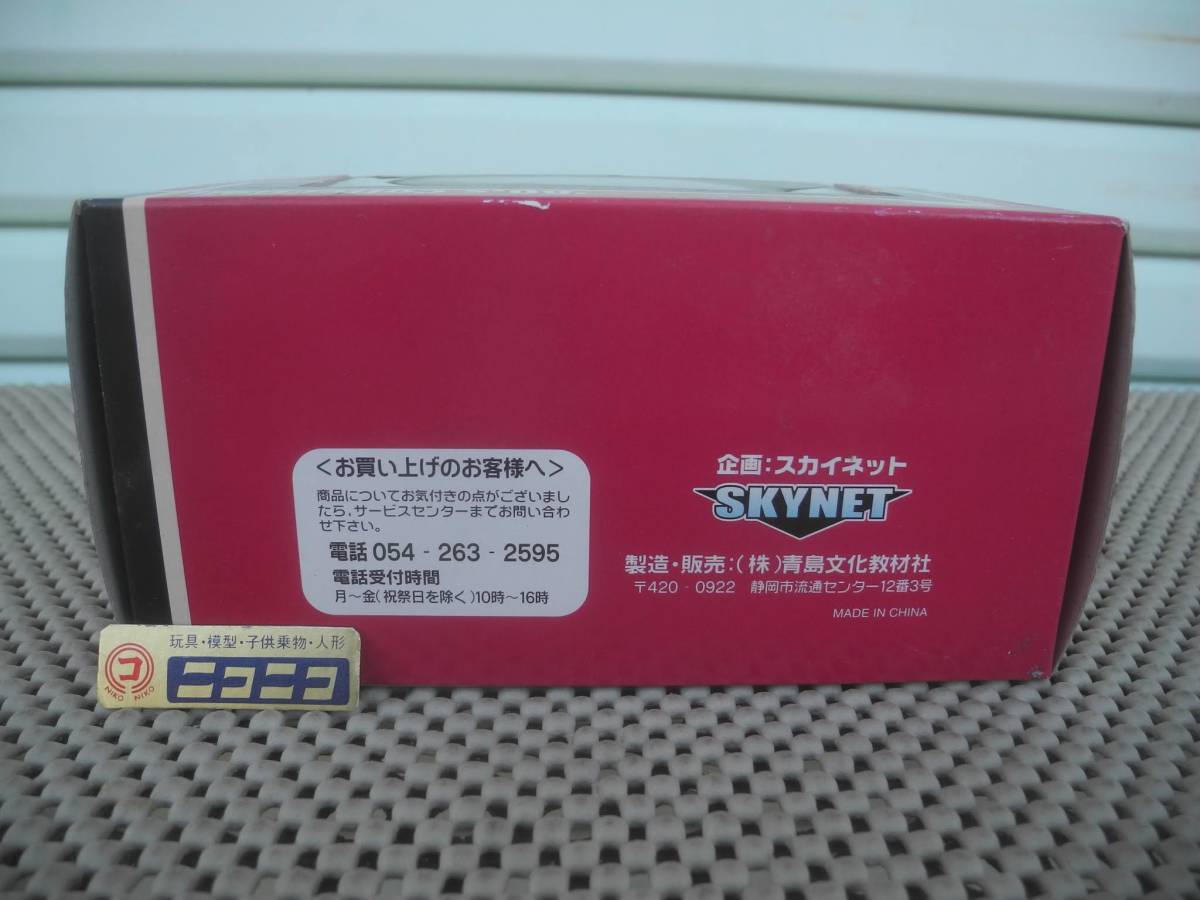 <お買い上げのお客様へ>
商品についてお気付きの点がございまし
たら,サービスセンターまでお問い合わ
せ下さい。
電話 054 - 263 - 2595
電話受付時間
月~金(祝祭日を除く)10時~16時
企画:スカイネット
SKYNET
製造・販売:(株)青島文化教材社
〒420 - 0922 静岡市流通センター12番3号
MADE IN CHINA
玩具・模型・子供乗物・人形
コ
NIKO NIKO
ニコニコ